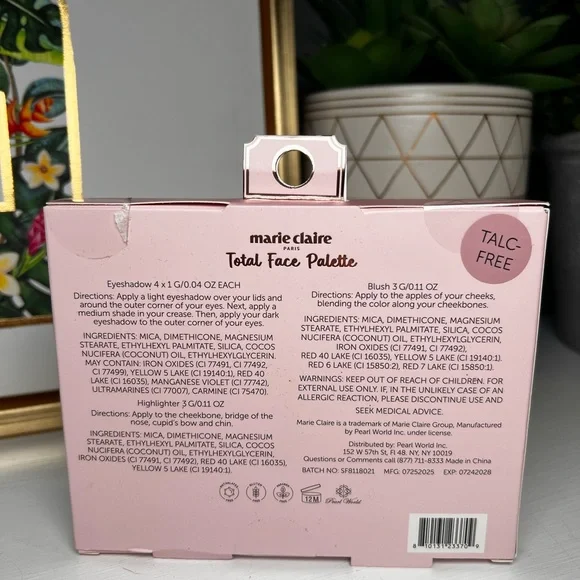 marie claire
PARIS
Total Face Palette
TALC-
FREE
Eyeshadow 4 x 1 G/0.04 OZ EACH
Directions: Apply a light eyeshadow over your lids and
around the outer corner of your eyes. Next, apply a
medium shade in your crease. Then, apply your dark
eyeshadow to the outer corner of your eyes.
INGREDIENTS: MICA, DIMETHICONE, MAGNESIUM
STEARATE, ETHYLHEXYL PALMITATE, SILICA, COCOS
NUCIFERA (COCONUT) OIL, ETHYLHEXYLGLYCERIN.
MAY CONTAIN: IRON OXIDES (CI 77491, CI 77492,
CI 77499), YELLOW 5 LAKE (CI 19140:1), RED 40
LAKE (CI 16035), MANGANESE VIOLET (CI 77742),
ULTRAMARINES (CI 77007), CARMINE (CI 75470).
Highlighter 3 G/0.11 OZ
Directions: Apply to the cheekbone, bridge of the
nose, cupid's bow and chin.
INGREDIENTS: MICA, DIMETHICONE, MAGNESIUM
STEARATE, ETHYLHEXYL PALMITATE, SILICA, COCOS
NUCIFERA (COCONUT) OIL, ETHYLHEXYLGLYCERIN,
IRON OXIDES (CI 77491, CI 77492), RED 40 LAKE (CI 16035),
YELLOW 5 LAKE (CI 19140:1).
Blush 3 G/0.11 OZ
Directions: Apply to the apples of your cheeks,
blending the color along your cheekbones.
INGREDIENTS: MICA, DIMETHICONE, MAGNESIUM
STEARATE, ETHYLHEXYL PALMITATE, SILICA, COCOS
NUCIFERA (COCONUT) OIL, ETHYLHEXYLGLYCERIN,
IRON OXIDES (CI 77491, CI 77492),
RED 40 LAKE (CI 16035), YELLOW 5 LAKE (CI 19140:1),
RED 6 LAKE (CI 15850:2), RED 7 LAKE (CI 15850:1).
WARNINGS: KEEP OUT OF REACH OF CHILDREN. FOR
EXTERNAL USE ONLY. IF, IN THE UNLIKELY CASE OF AN
ALLERGIC REACTION, PLEASE DISCONTINUE USE AND
SEEK MEDICAL ADVICE.
Marie Claire is a trademark of Marie Claire Group, Manufactured
by Pearl World Inc. under license.
Distributed by: Pearl World Inc.
152 W 57th St, Fl 48. NY, NY 10019
Questions or Comments call (877) 711-8333 Made in China
BATCH NO: SF8118021 MFG: 07252025 EXP: 07242028
12M
Pearl World
8 10131 23370 9